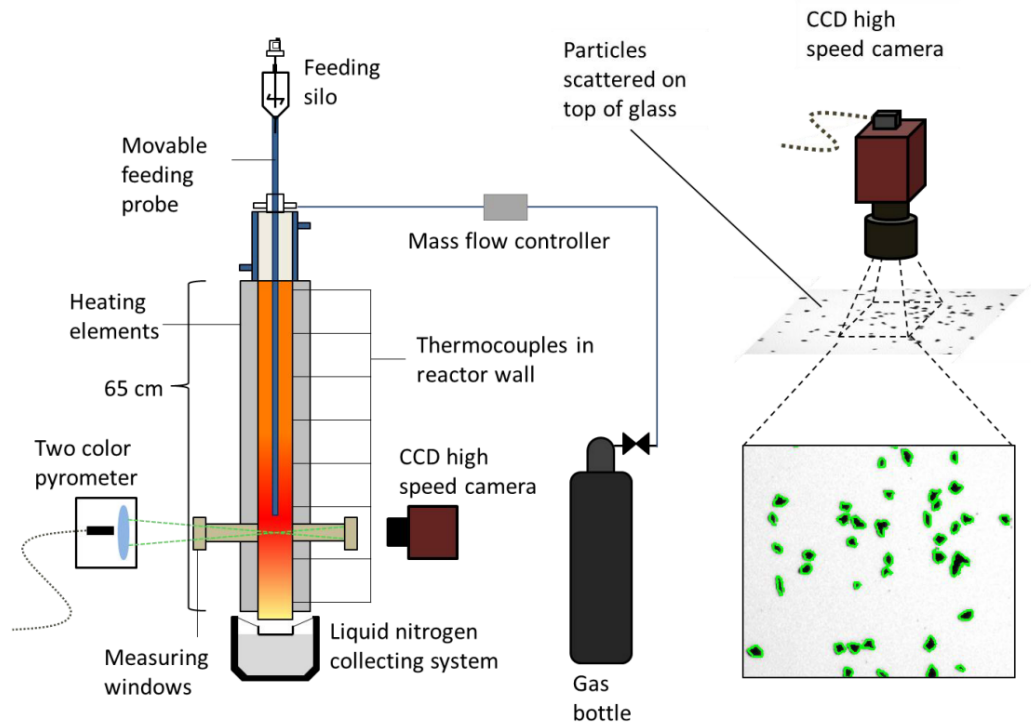 Feeding
silo
Movable
feeding
probe
Mass flow controller
Heating
elements
65 cm
Thermocouples in
reactor wall
Two color
pyrometer
CCD high
speed camera
Measuring
windows
Liquid nitrogen
collecting system
Gas
bottle
Particles
scattered on
top of glass
CCD high
speed camera